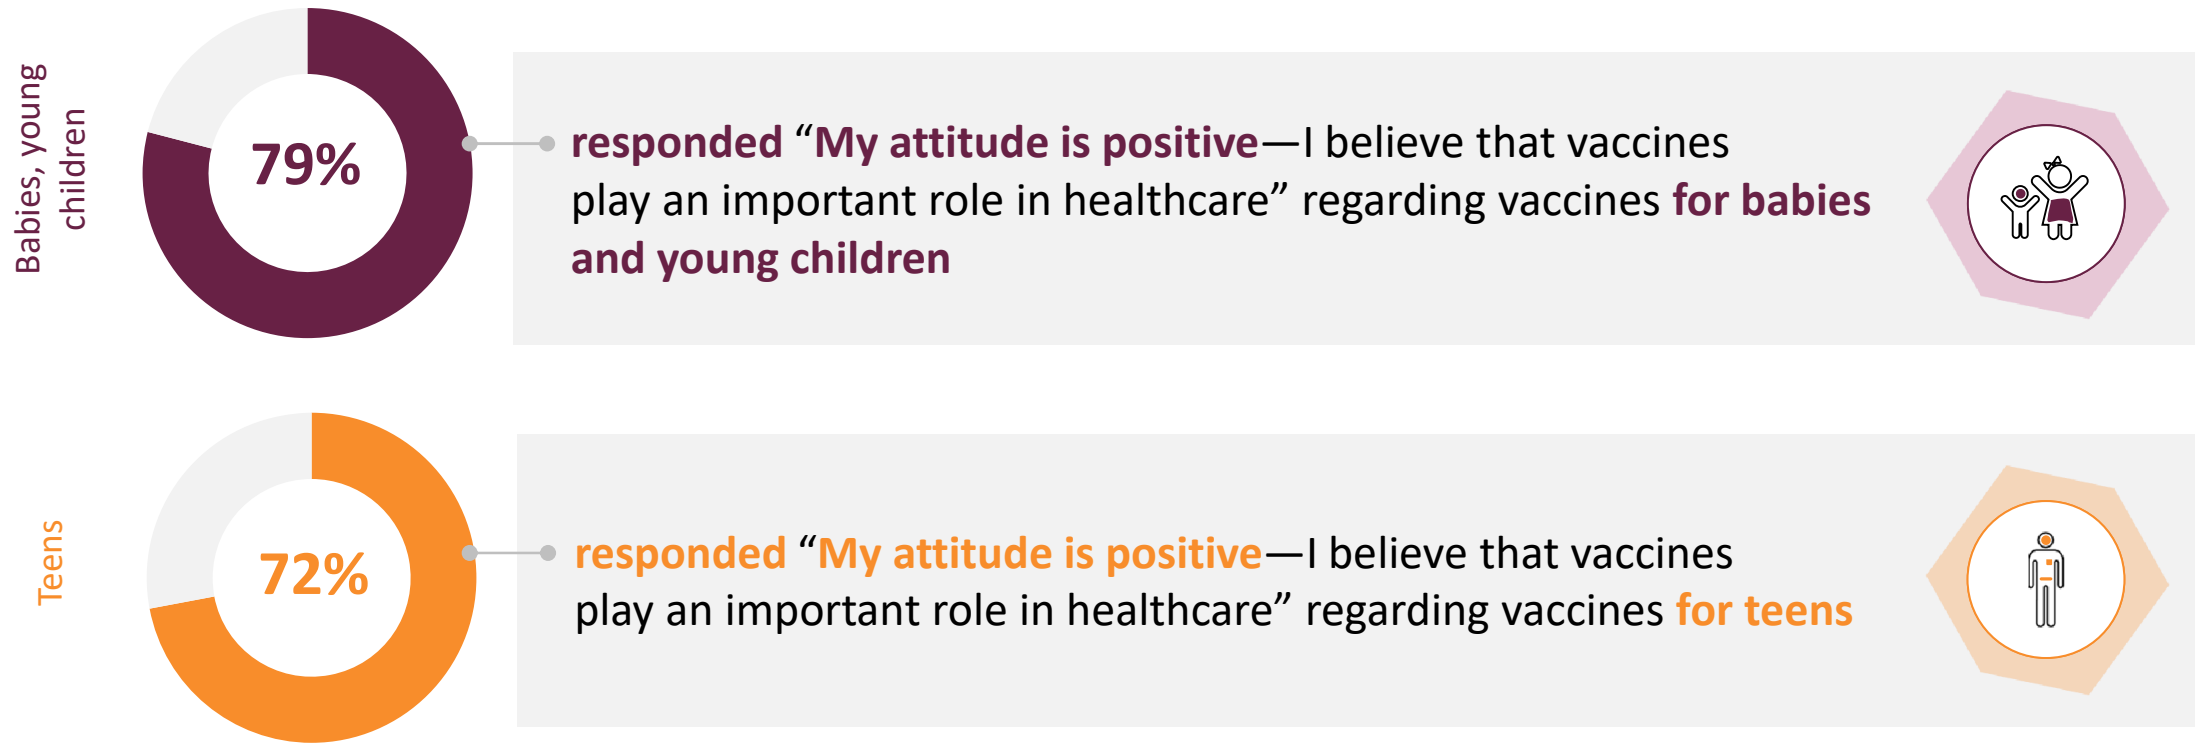 Babies, young
children
79%
responded “My attitude is positive—I believe that vaccines
play an important role in healthcare” regarding vaccines for babies
and young children
Teens
72%
responded “My attitude is positive—I believe that vaccines
play an important role in healthcare” regarding vaccines for teens